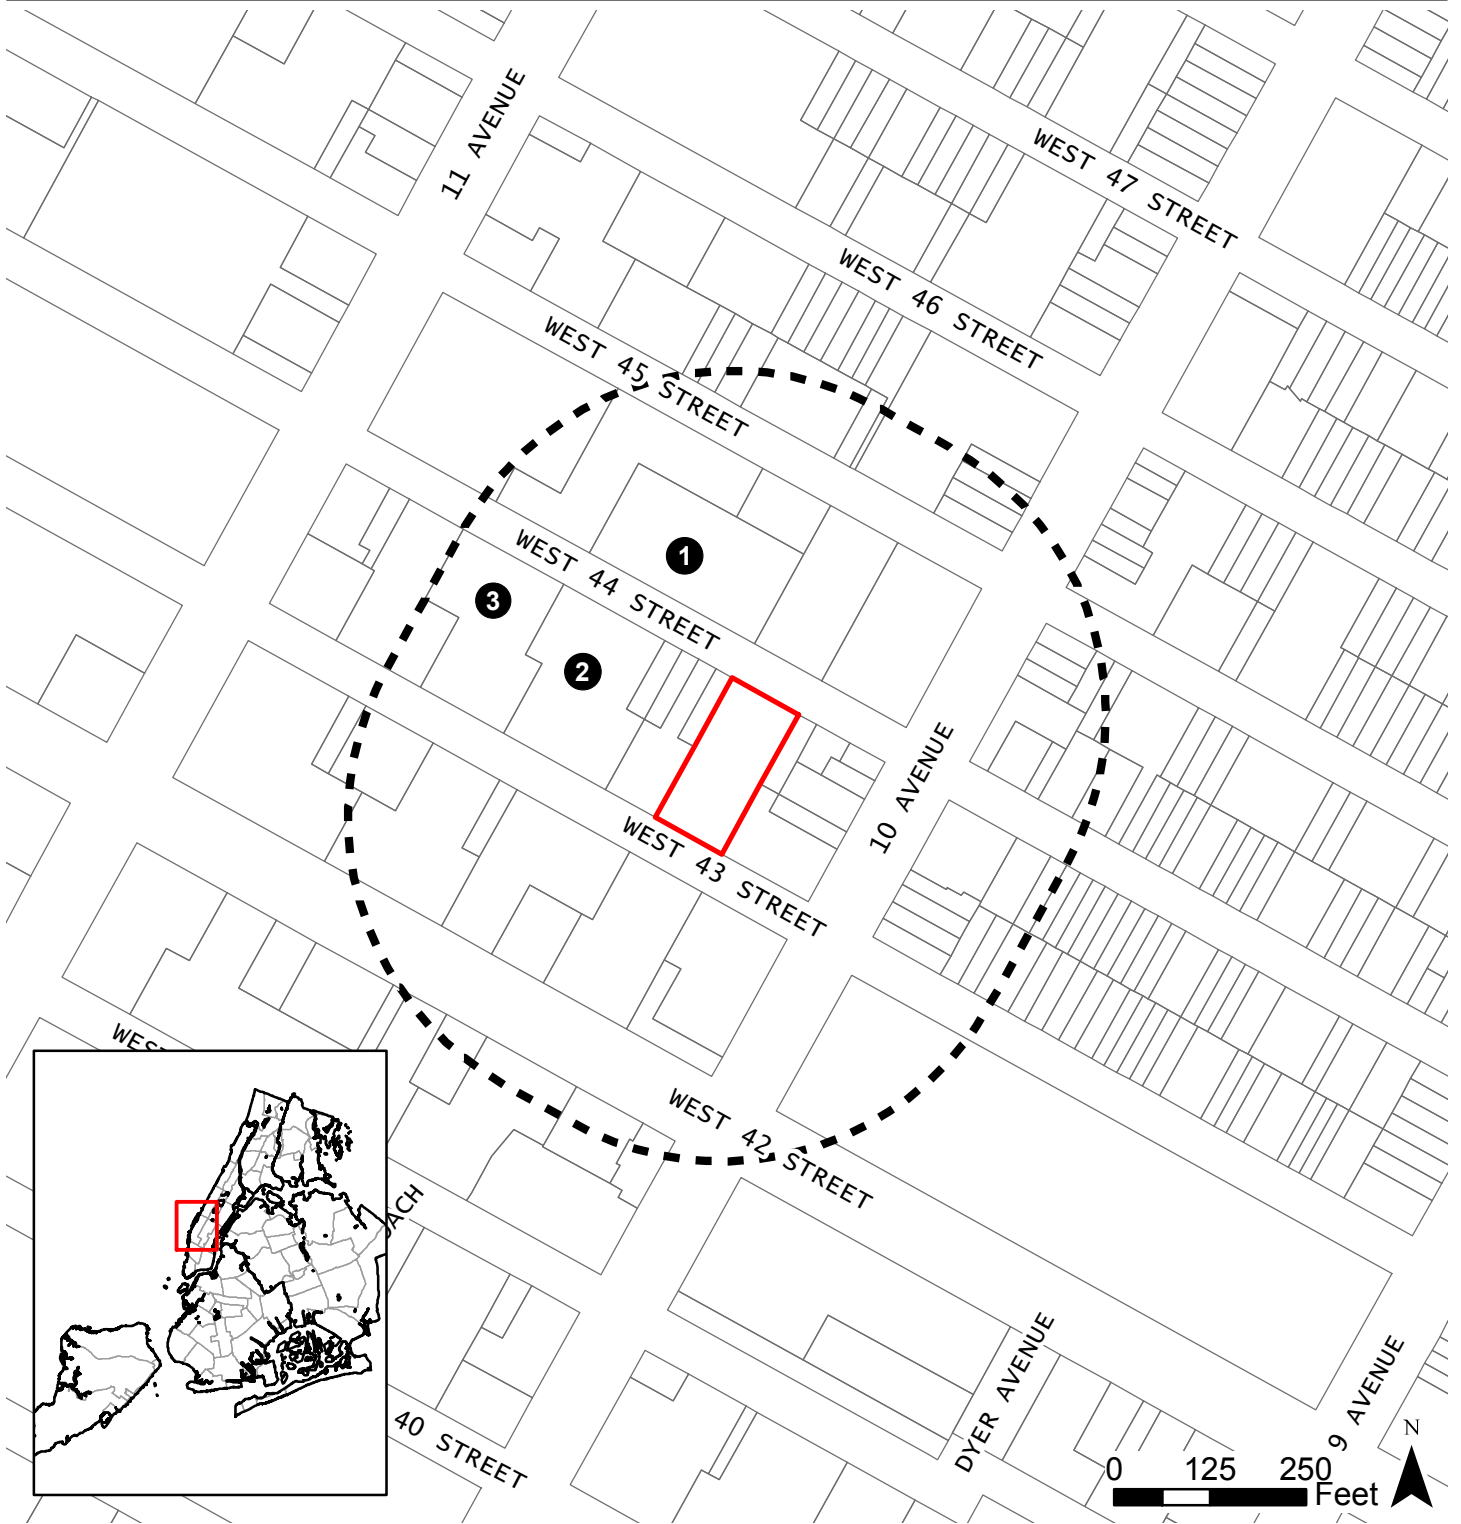 11 AVENUE
WEST 47 STREET
WEST 46 STREET
WEST 45 STREET
1
WEST 44 STREET
3
2
10 AVENUE
WEST 43 STREET
WEST
WEST 42 STREET
ACH
DYER AVENUE
9 AVENUE
40 STREET
N
0 125 250
Feet